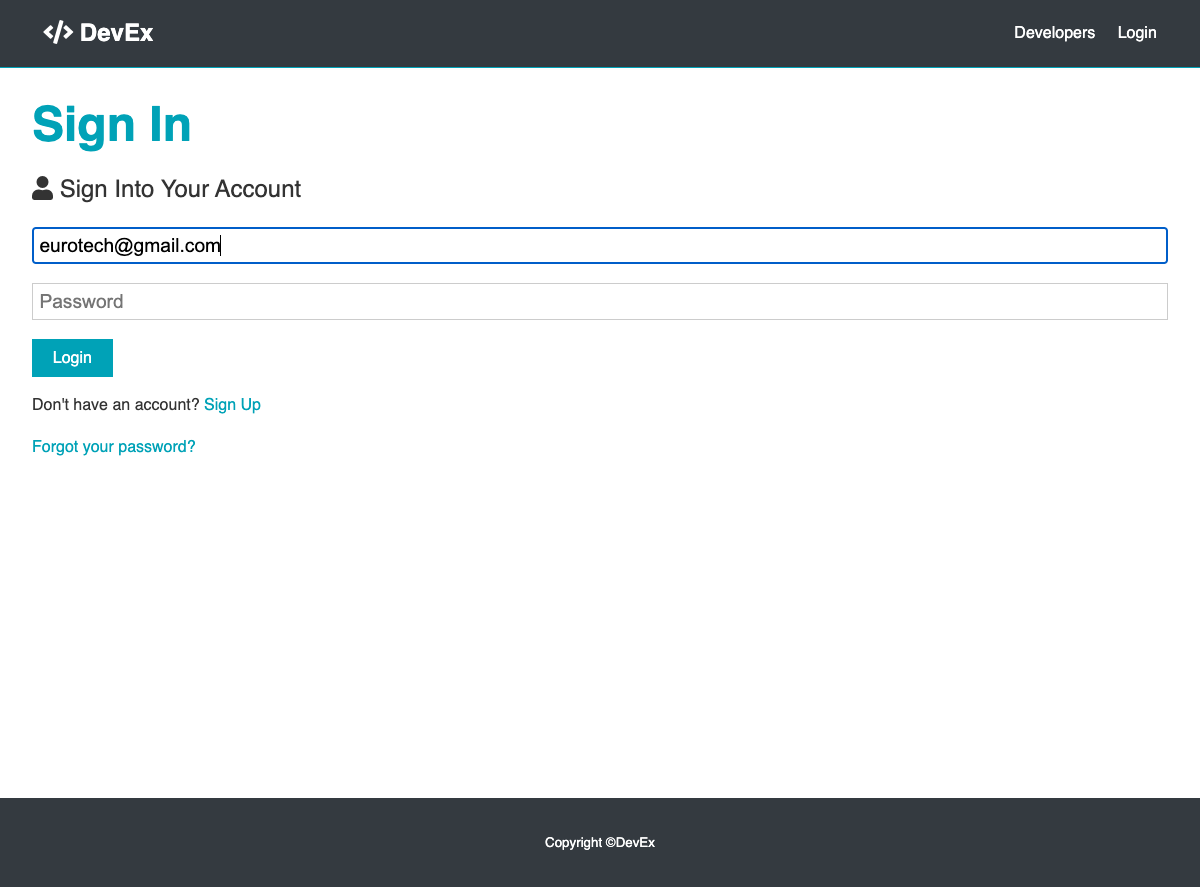 DevEx
Developers Login
Sign In
Sign Into Your Account
eurotech@gmail.com
Password
Login
Don't have an account? Sign Up
Forgot your password?
Copyright ©DevEx